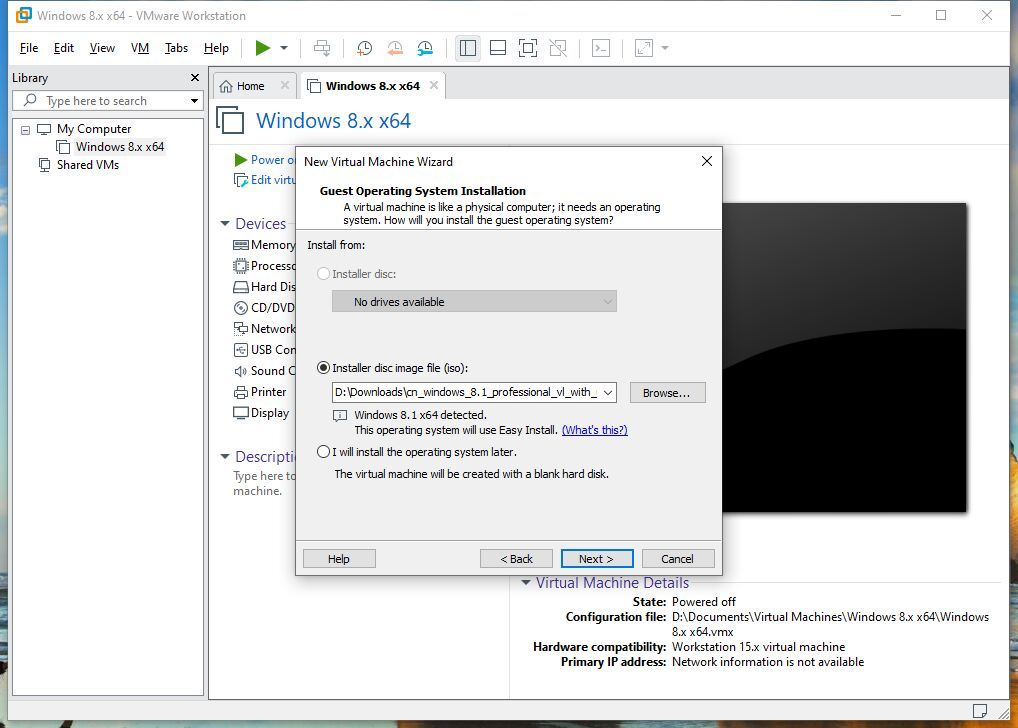 Windows 8.x x64 - VMware Workstation
File Edit View VM Tabs Help
Library
Type here to search
My Computer
Windows 8.x x64
Shared VMs
Home
Windows 8.x x64
Windows 8.x x64
Power
Edit
Devices
Memory
Hard
CD/DVD
Network
USB
Sound
Printer
Display
Type here to
machine.
New Virtual Machine Wizard
Guest Operating System Installation
A virtual machine is like a physical computer; it needs an operating
system. How will you install the guest operating system?
Install from:
Installer disc:
No drives available
Installer disc image file (iso):
D:\Downloads\cn_windows_8.1_professional_vl_with_
Browse...
Windows 8.1 x64 detected.
This operating system will use Easy Install. (What's this?)
I will install the operating system later.
The virtual machine will be created with a blank hard disk.
Help
< Back
Next >
Cancel
Virtual Machine Details
State: Powered off
Configuration file: D:\Documents\Virtual Machines\Windows 8.x x64\Windows
8.x x64.vmx
Hardware compatibility: Workstation 15.x virtual machine
Primary IP address: Network information is not available